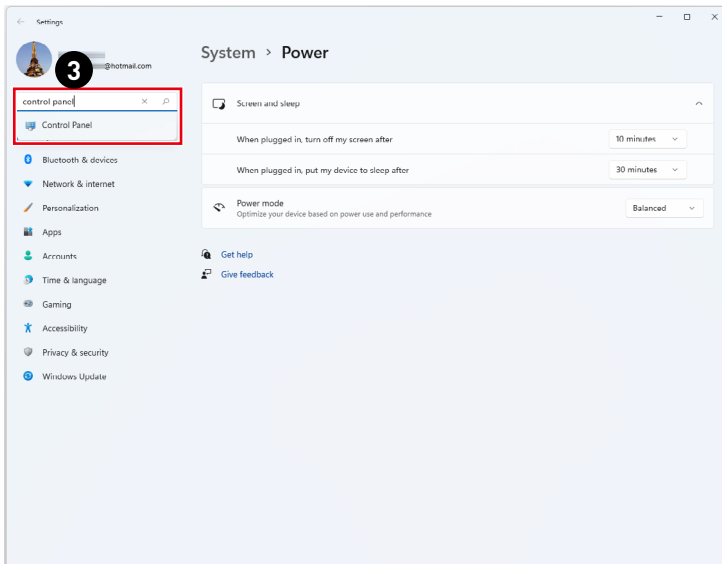 Settings
3
@hotmail.com
System > Power
control panel
Control Panel
Screen and sleep
When plugged in, turn off my screen after
10 minutes
When plugged in, put my device to sleep after
30 minutes
Power mode
Optimize your device based on power use and performance
Balanced
Get help
Give feedback
Bluetooth & devices
Network & internet
Personalization
Apps
Accounts
Time & language
Gaming
Accessibility
Privacy & security
Windows Update